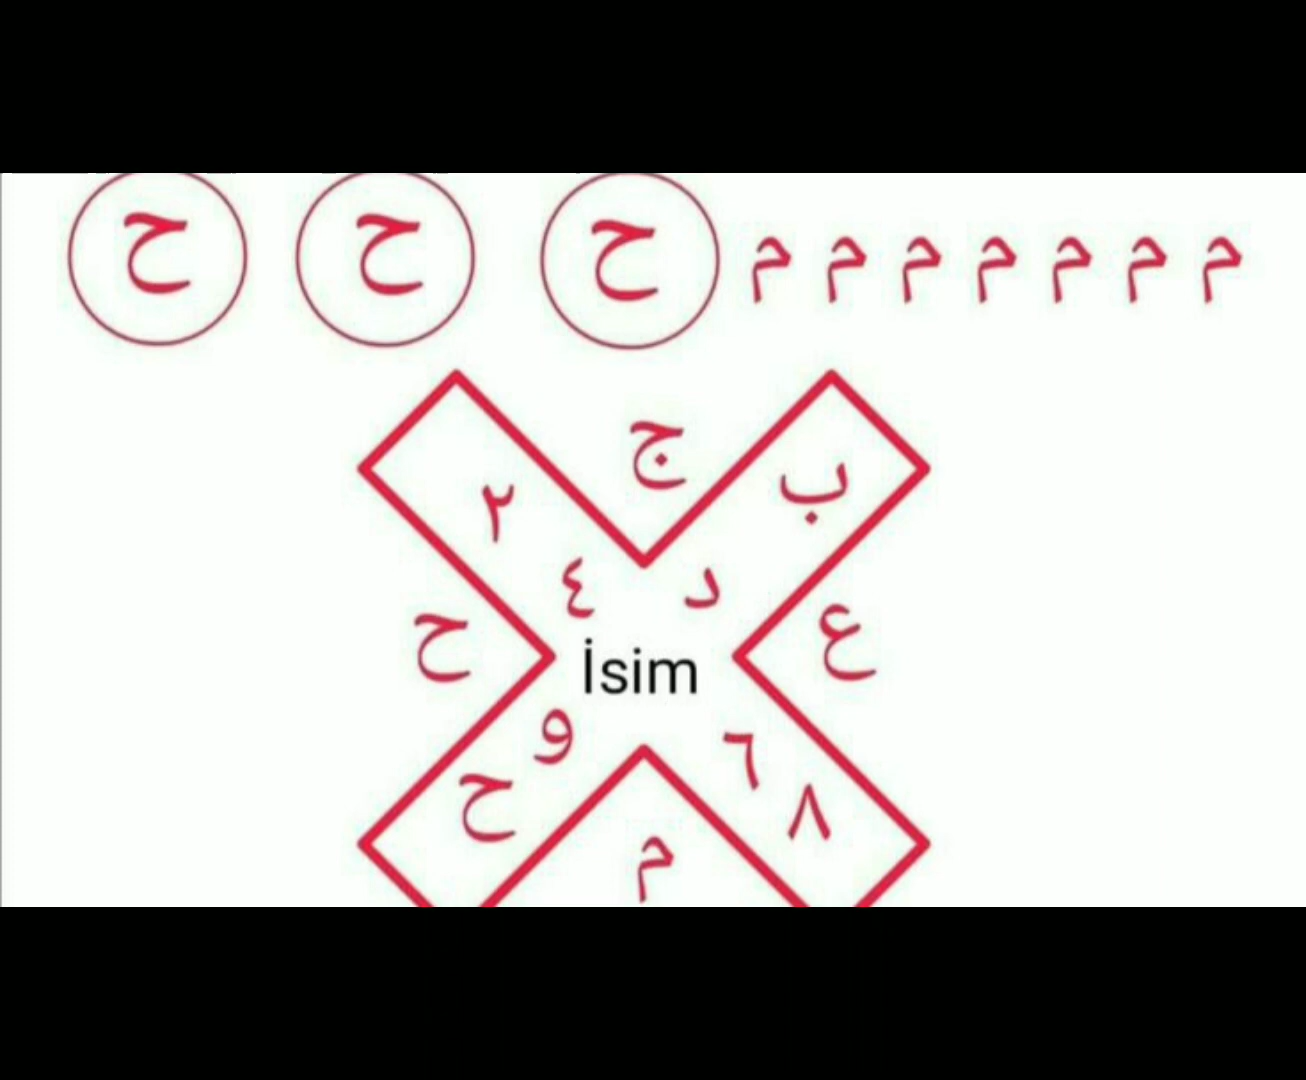 ح ح ح م م م م م م م
ج
٢ ب
٤ د
ح İsim ع
و ٦
ح ٨
م